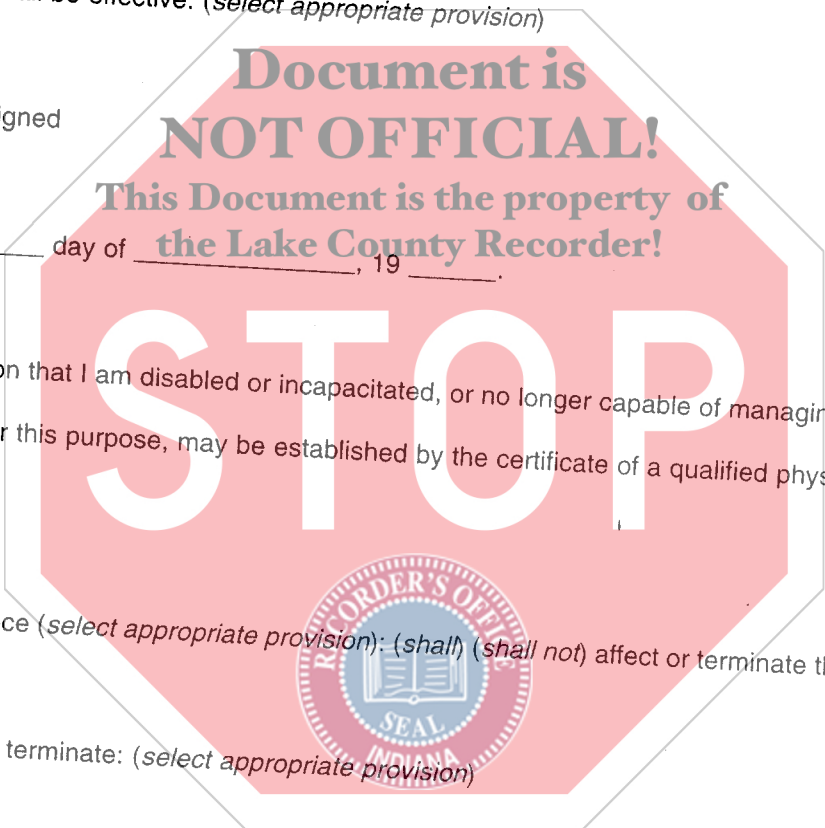 be effective: (select appropriate provision)
Document is
NOT OFFICIAL!
igned
This Document is the property of
the Lake County Recorder!
____ day of ____________, 19 _____.
STOP
on that I am disabled or incapacitated, or no longer capable of managin
r this purpose, may be established by the certificate of a qualified phys
RECORDER'S OFFICE
SEAL
INDIANA
ce (select appropriate provision): (shall) (shall not) affect or terminate t
terminate: (select appropriate provision)